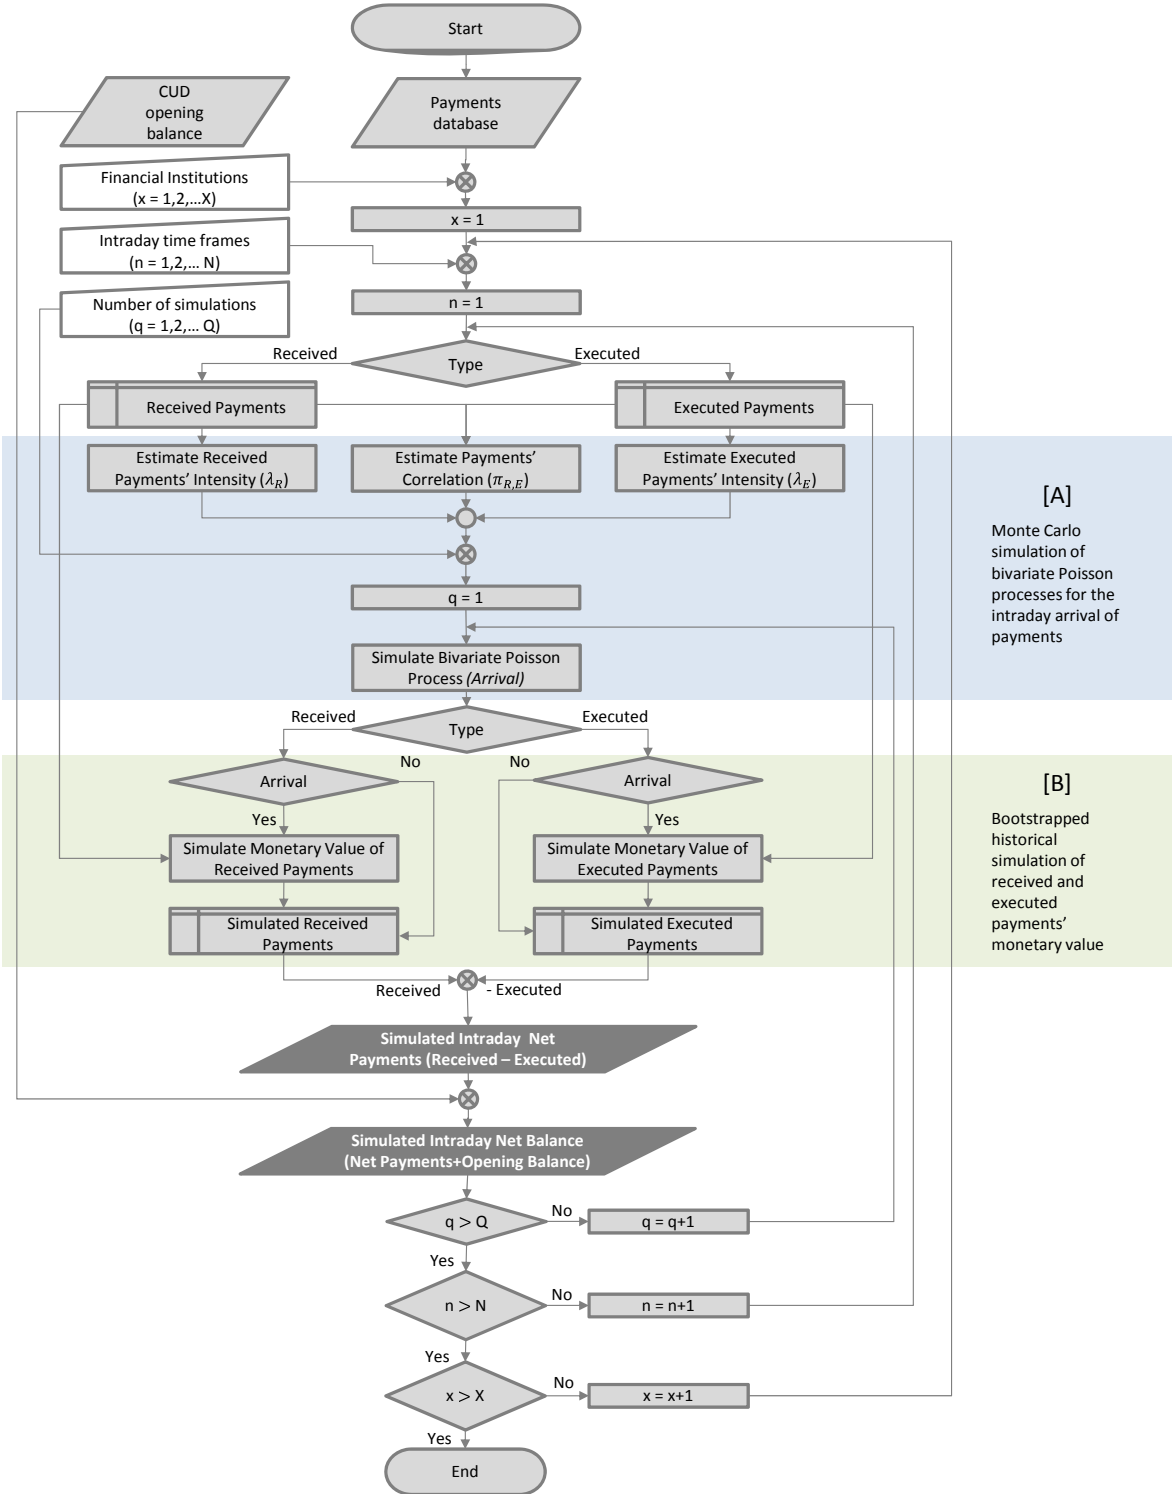 Start
CUD
opening
balance
Payments
database
Financial Institutions
(x = 1,2,...X)
x = 1
Intraday time frames
(n = 1,2,... N)
n = 1
Number of simulations
(q = 1,2,... Q)
Received
Type
Executed
Received Payments
Executed Payments
Estimate Received
Payments’ Intensity (λR)
Estimate Payments’
Correlation (πR,E)
Estimate Executed
Payments’ Intensity (λE)
[A]
Monte Carlo
simulation of
bivariate Poisson
processes for the
intraday arrival of
payments
q = 1
Simulate Bivariate Poisson
Process (Arrival)
Received
Type
Executed
Arrival
No
Yes
No
Arrival
Yes
[B]
Bootstrapped
historical
simulation of
received and
executed
payments’
monetary value
Simulate Monetary Value of
Received Payments
Simulate Monetary Value of
Executed Payments
Simulated Received
Payments
Simulated Executed
Payments
Received
- Executed
Simulated Intraday Net
Payments (Received – Executed)
Simulated Intraday Net Balance
(Net Payments+Opening Balance)
q > Q
No
q = q+1
Yes
n > N
No
n = n+1
Yes
x > X
No
x = x+1
Yes
End